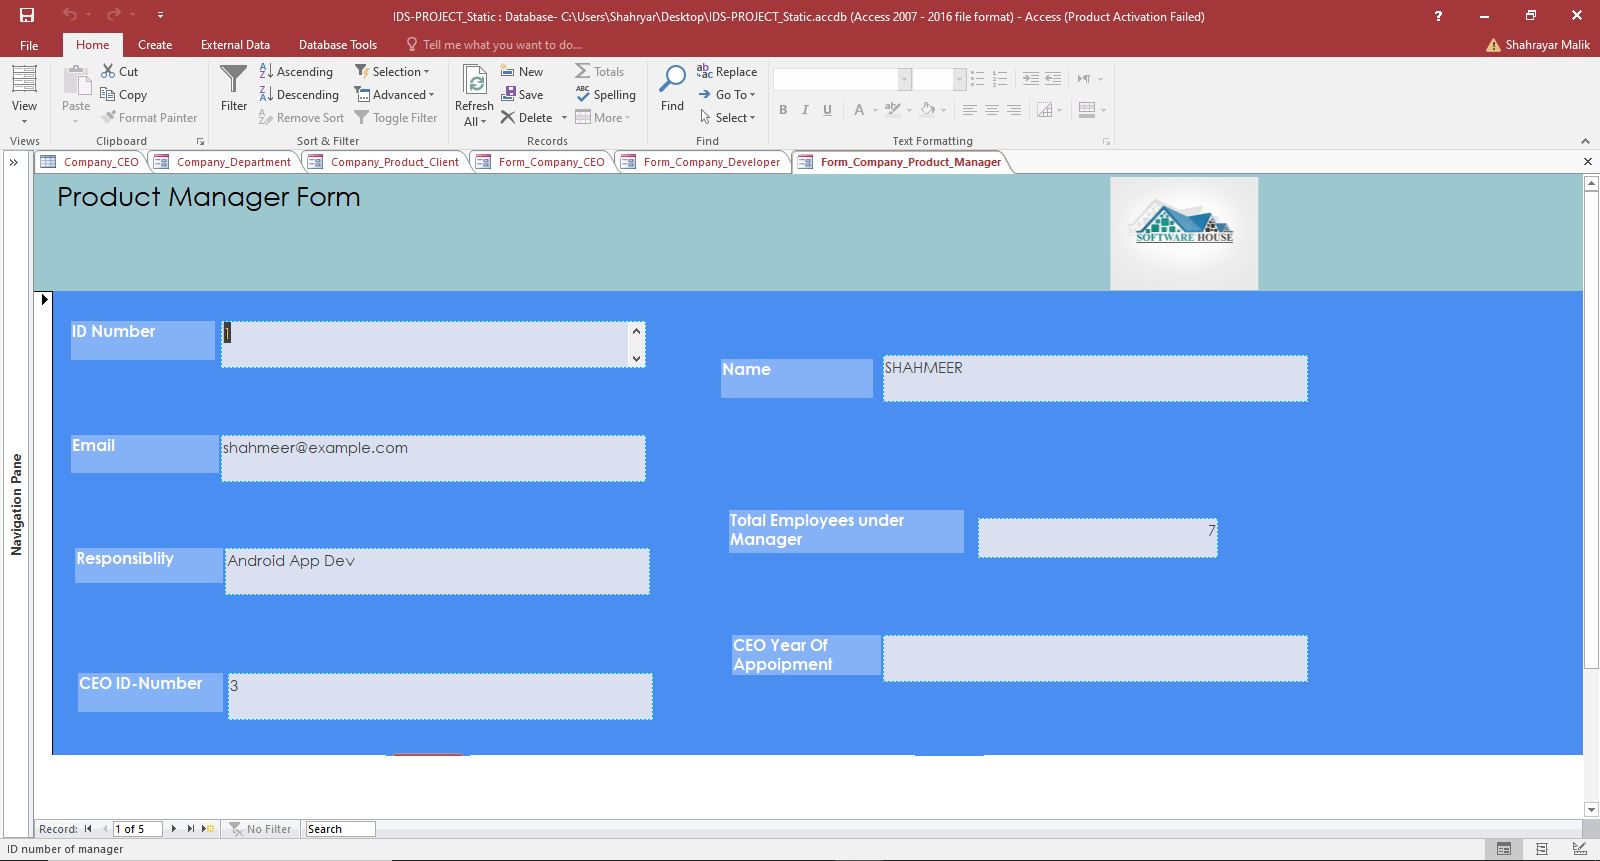 IDS-PROJECT_Static : Database- C:\Users\Shahryar\Desktop\IDS-PROJECT_Static.accdb (Access 2007 - 2016 file format) - Access (Product Activation Failed)
?
File Home Create External Data Database Tools Tell me what you want to do... Shahrayar Malik
View
Views
Paste
Cut
Copy
Format Painter
Clipboard
Filter
Ascending
Descending
Remove Sort
Selection
Advanced
Toggle Filter
Sort & Filter
Refresh
All
New
Save
Delete
Totals
Spelling
More
Records
Find
Replace
Go To
Select
Find
B I U A
Text Formatting
Company_CEO Company_Department Company_Product_Client Form_Company_CEO Form_Company_Developer Form_Company_Product_Manager
Navigation Pane
Product Manager Form
SOFTWARE HOUSE
ID Number 1
Name SHAHMEER
Email shahmeer@example.com
Total Employees under
Manager
7
Responsiblity Android App Dev
CEO Year Of
Appoipment
CEO ID-Number 3
Record: 1 of 5 No Filter Search
ID number of manager